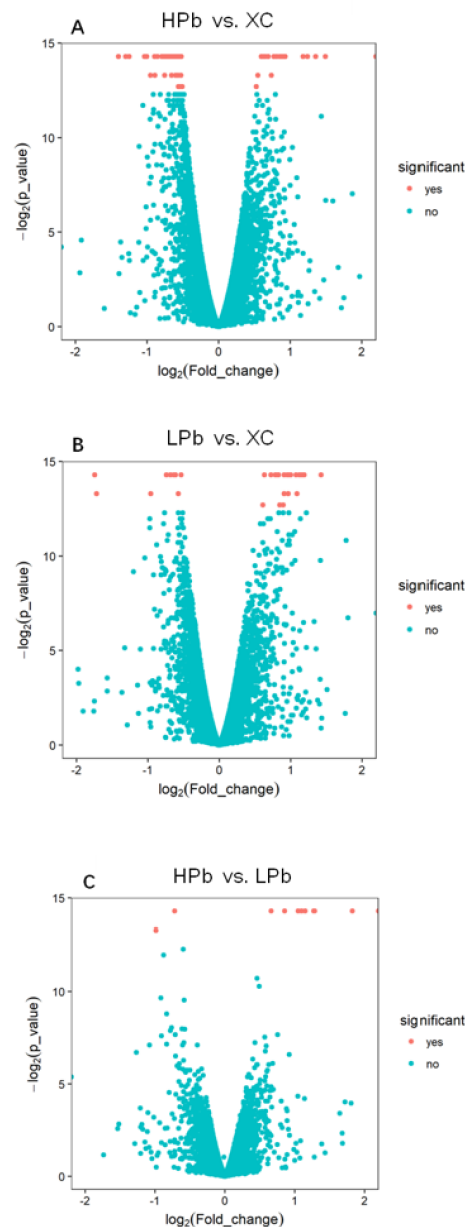 A
HPb vs. XC
15
10
5
0
−log₂(p_value)
-2
-1
0
1
2
log₂(Fold_change)
significant
yes
no
B
LPb vs. XC
15
10
5
0
−log₂(p_value)
-2
-1
0
1
2
log₂(Fold_change)
significant
yes
no
C
HPb vs. LPb
15
10
5
0
−log₂(p_value)
-2
-1
0
1
2
log₂(Fold_change)
significant
yes
no